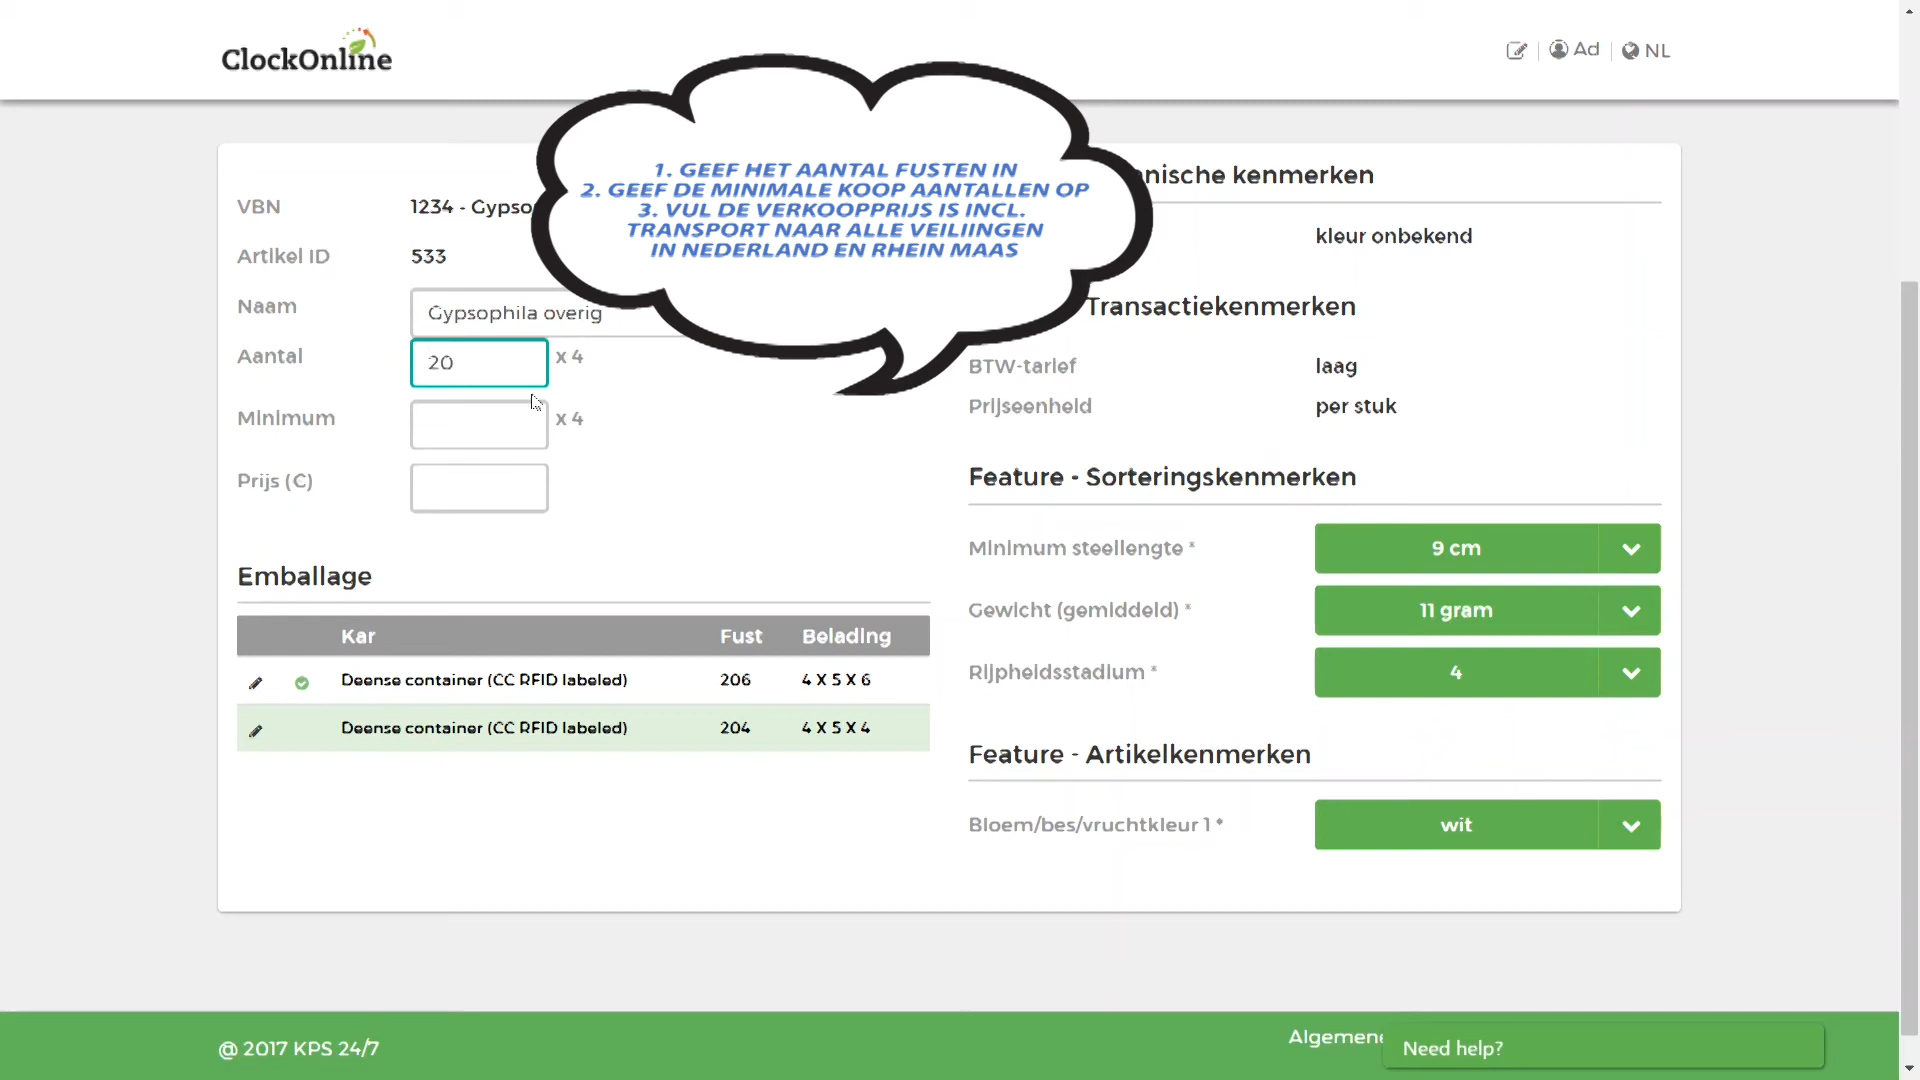 ClockOnline
Ad
NL
1. GEEF HET AANTAL FUSTEN IN
2. GEEF DE MINIMALE KOOP AANTALLEN OP
3. VUL DE VERKOOPPRIJS IS INCL.
TRANSPORT NAAR ALLE VEILIINGEN
IN NEDERLAND EN RHEIN MAAS
VBN
1234 - Gypso
Artikel ID
533
Naam
Gypsophila overig
Aantal
20
x 4
Minimum
x 4
Prijs (€)
Emballage
Kar Fust Belading
Deense container (CC RFID labeled) 206 4 X 5 X 6
Deense container (CC RFID labeled) 204 4 X 5 X 4
nische kenmerken
kleur onbekend
Transactiekenmerken
BTW-tarief laag
Prijseenheid per stuk
Feature - Sorteringskenmerken
Minimum steellengte * 9 cm
Gewicht (gemiddeld) * 11 gram
Rijpheidsstadium * 4
Feature - Artikelkenmerken
Bloem/bes/vruchtkleur 1 * wit
@ 2017 KPS 24/7
Algemene
Need help?